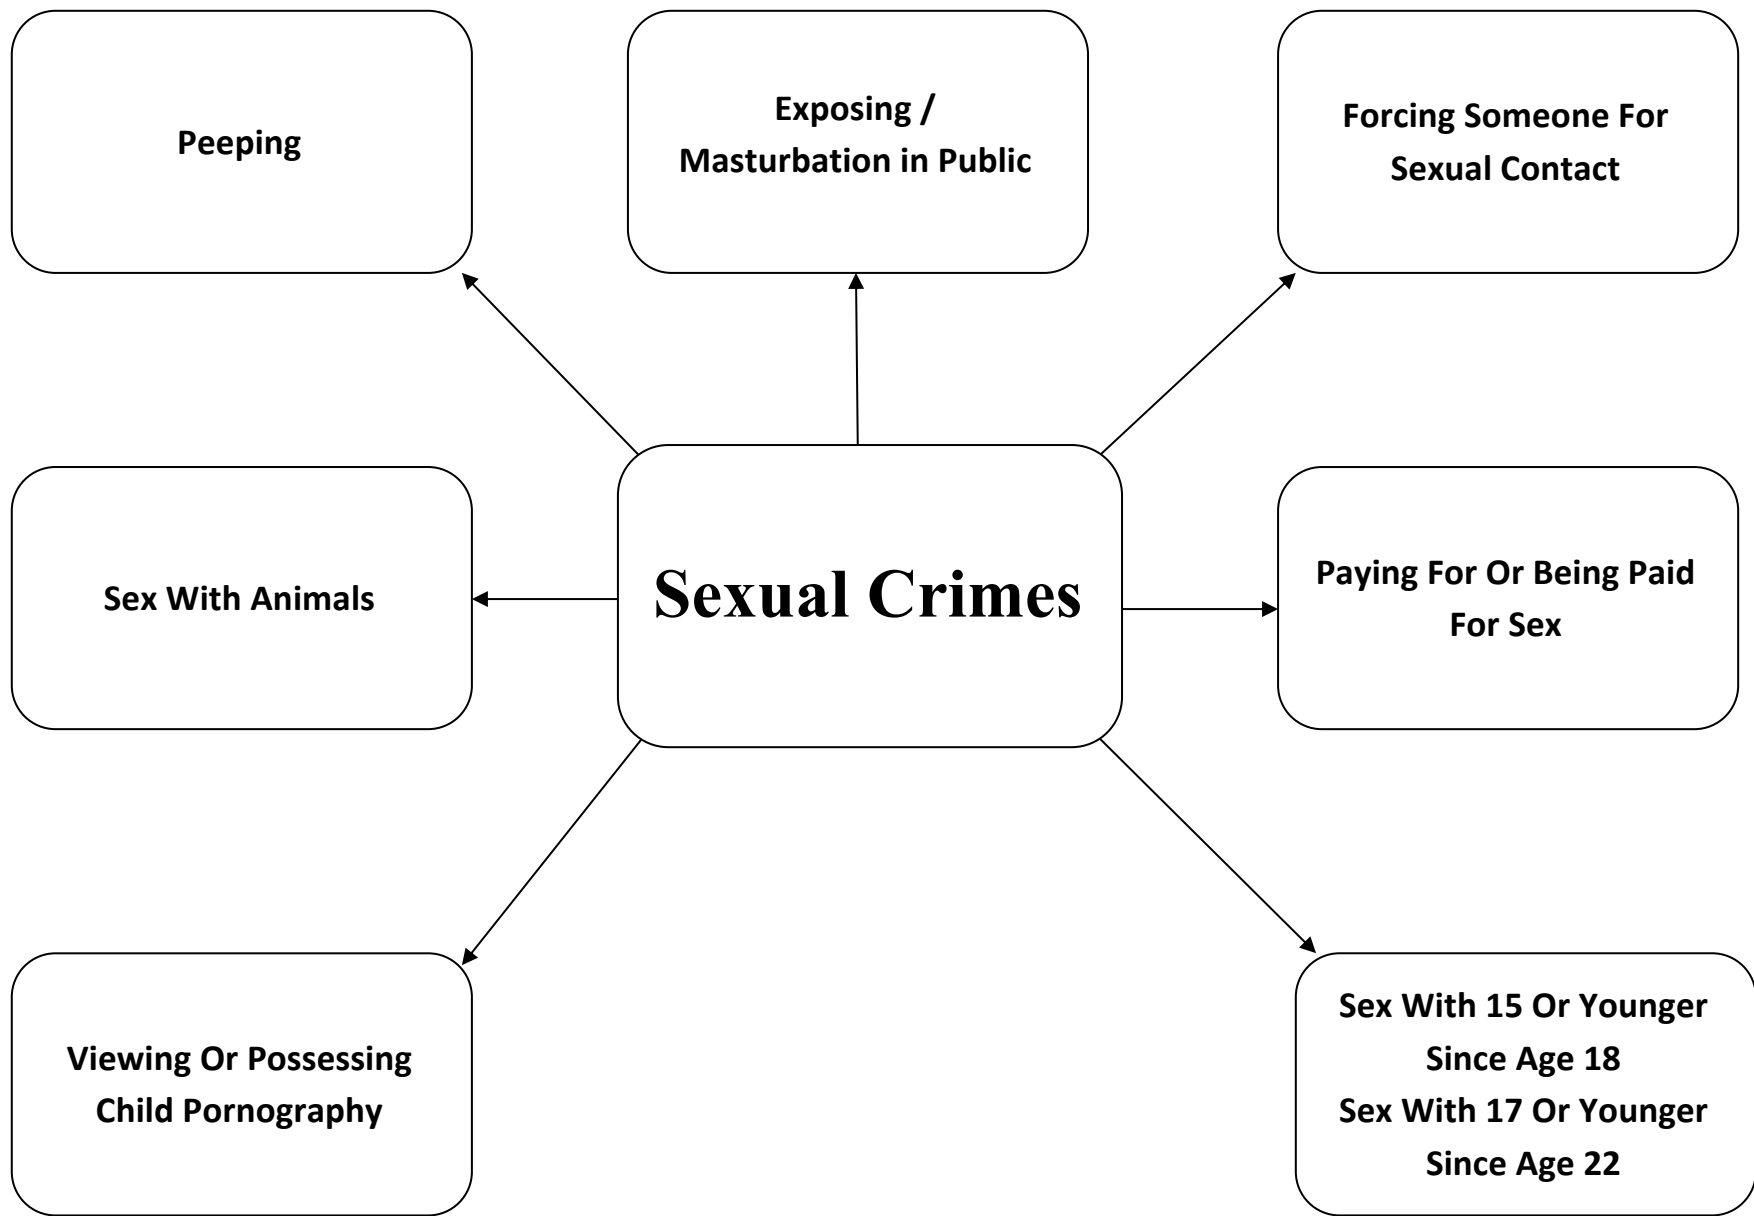 Peeping
Exposing /
Masturbation in Public
Forcing Someone For
Sexual Contact
Sex With Animals
Sexual Crimes
Paying For Or Being Paid
For Sex
Viewing Or Possessing
Child Pornography
Sex With 15 Or Younger
Since Age 18
Sex With 17 Or Younger
Since Age 22